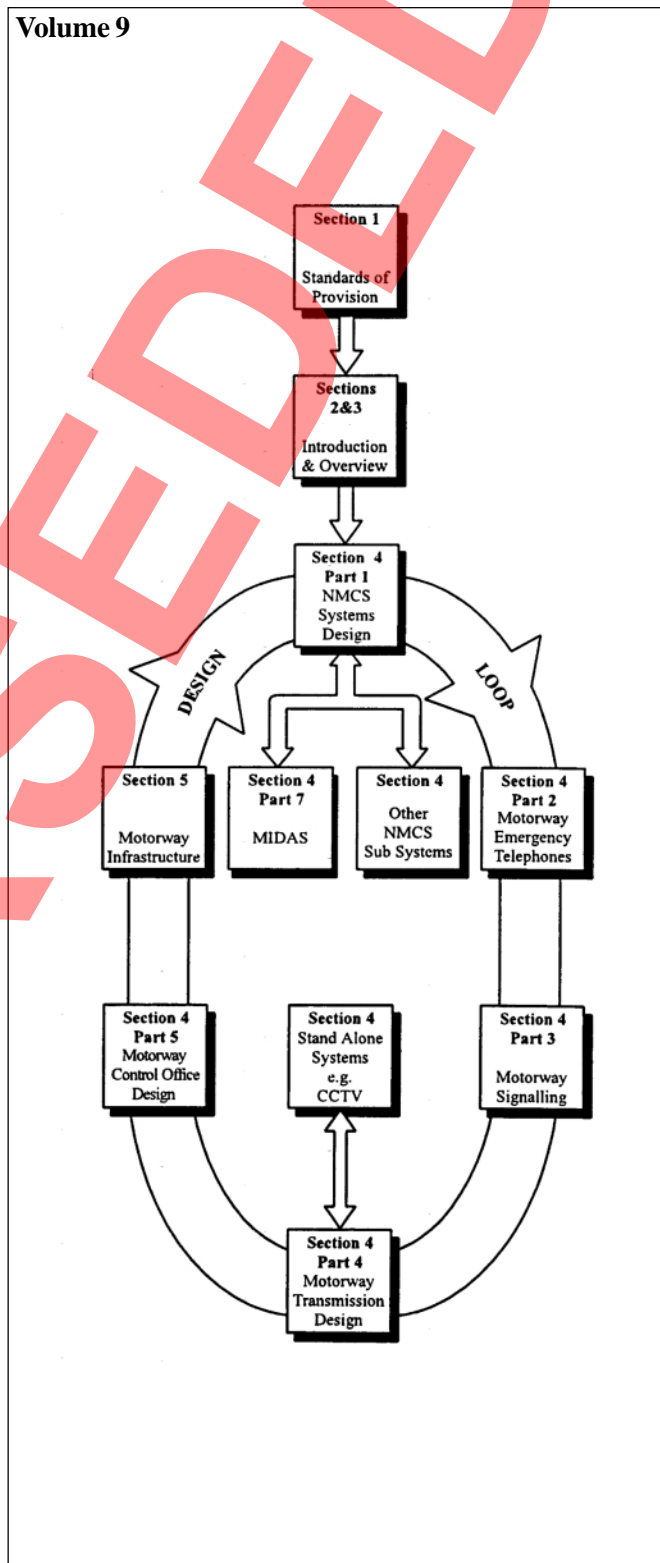 Volume 9
Section 1
Standards of
Provision
Sections
2&3
Introduction
& Overview
Section 4
Part 1
NMCS
Systems
Design
DESIGN
LOOP
Section 5
Motorway
Infrastructure
Section 4
Part 7
MIDAS
Section 4
Other
NMCS
Sub Systems
Section 4
Part 2
Motorway
Emergency
Telephones
Section 4
Part 5
Motorway
Control Office
Design
Section 4
Stand Alone
Systems
e.g.
CCTV
Section 4
Part 3
Motorway
Signalling
Section 4
Part 4
Motorway
Transmission
Design
SEDED